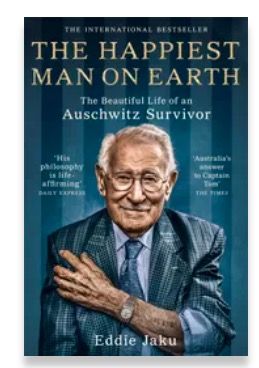 THE INTERNATIONAL BESTSELLER
THE HAPPIEST
MAN ON EARTH
The Beautiful Life of an
Auschwitz Survivor
'His
philosophy
is life-
affirming'
DAILY EXPRESS
'Australia's
answer
to Captain
Tom'
THE TIMES
Eddie Jaku